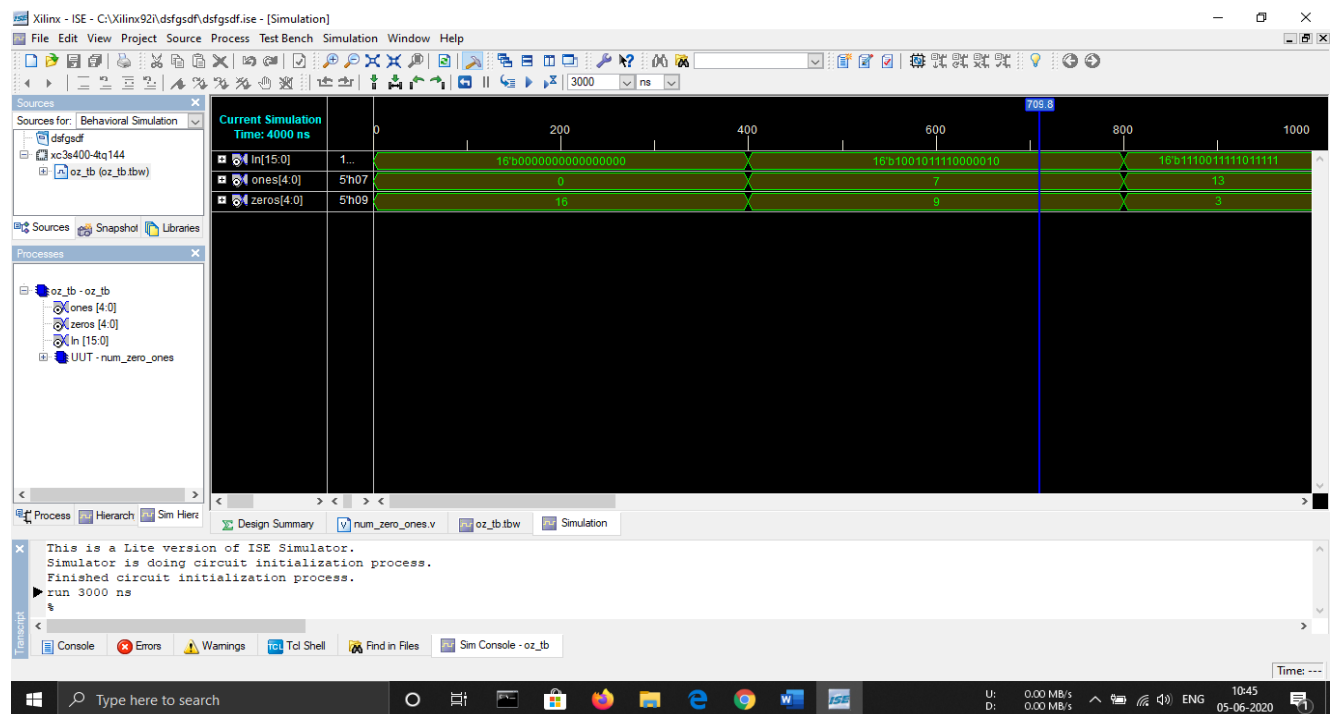 Xilinx - ISE - C:\Xilinx92i\dsfgsdf\dsfgsdf.ise - [Simulation]
File Edit View Project Source Process Test Bench Simulation Window Help
3000 ns
Sources
Sources for: Behavioral Simulation
dsfgsdf
xc3s400-4tq144
oz_tb (oz_tb.tbw)
Sources Snapshot Libraries
Processes
oz_tb - oz_tb
ones [4:0]
zeros [4:0]
In [15:0]
UUT - num_zero_ones
Process Hierarch Sim Hiera
709.8
Current Simulation
Time: 4000 ns
0 200 400 600 800 1000
In[15:0] 1... 16'b0000000000000000 16'b1001011110000010 16'b1110011111011111
ones[4:0] 5'h07 0 7 13
zeros[4:0] 5'h09 16 9 3
Design Summary num_zero_ones.v oz_tb.tbw Simulation
This is a Lite version of ISE Simulator.
Simulator is doing circuit initialization process.
Finished circuit initialization process.
run 3000 ns
%
Transcript
Console Errors Warnings TCL Tcl Shell Find in Files Sim Console - oz_tb
Time: ---
Type here to search
ISE
U: 0.00 MB/s
D: 0.00 MB/s
ENG
10:45
05-06-2020
1